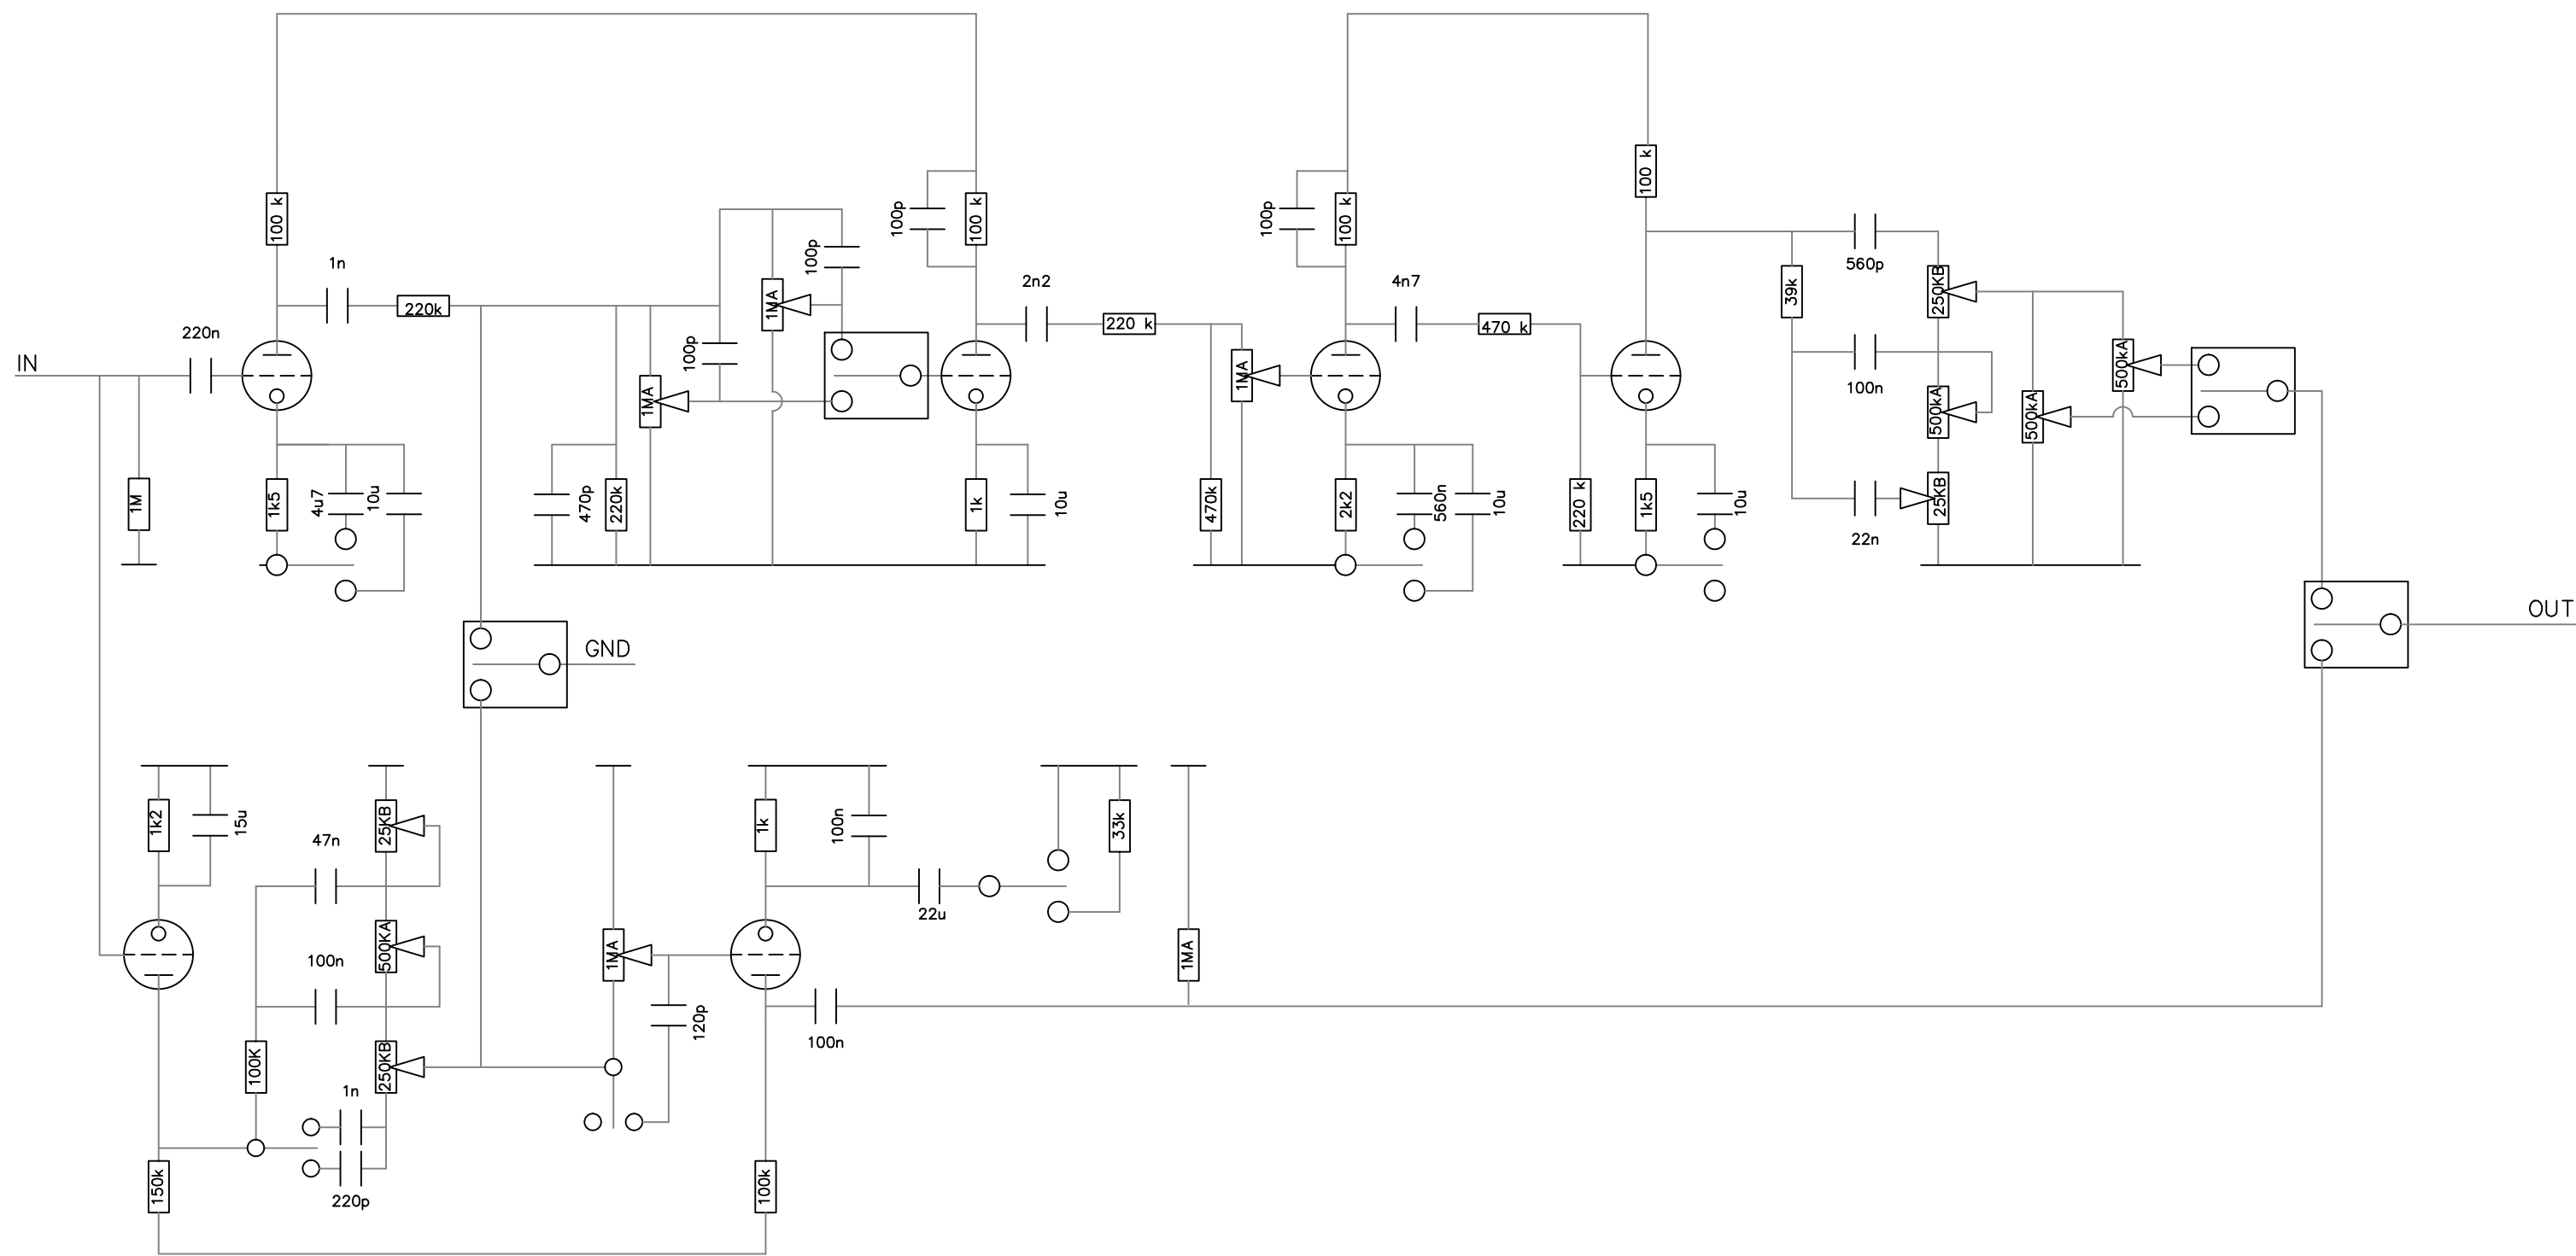 IN
220n
1M
100 k
1n
220k
1k5
4u7
10u
470p
220k
1MA
100p
1MA
100p
100p
100 k
2n2
1k
10u
220 k
470k
1MA
100p
100 k
4n7
2k2
560n
10u
470 k
220 k
100 k
1k5
10u
39k
560p
100n
22n
250KB
500kA
25KB
500kA
500kA
OUT
GND
1k2
15u
47n
100n
100K
25KB
500KA
250KB
1n
220p
150k
1MA
120p
1k
100n
22u
100n
100k
33k
1MA